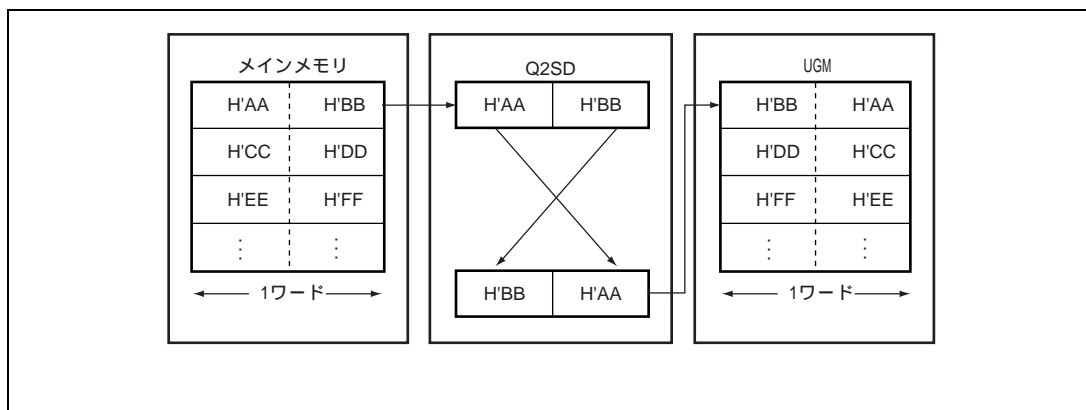 メインメモリ
H'AA H'BB
H'CC H'DD
H'EE H'FF
⋮ ⋮
1ワード
Q2SD
H'AA H'BB
H'BB H'AA
UGM
H'BB H'AA
H'DD H'CC
H'FF H'EE
⋮ ⋮
1ワード